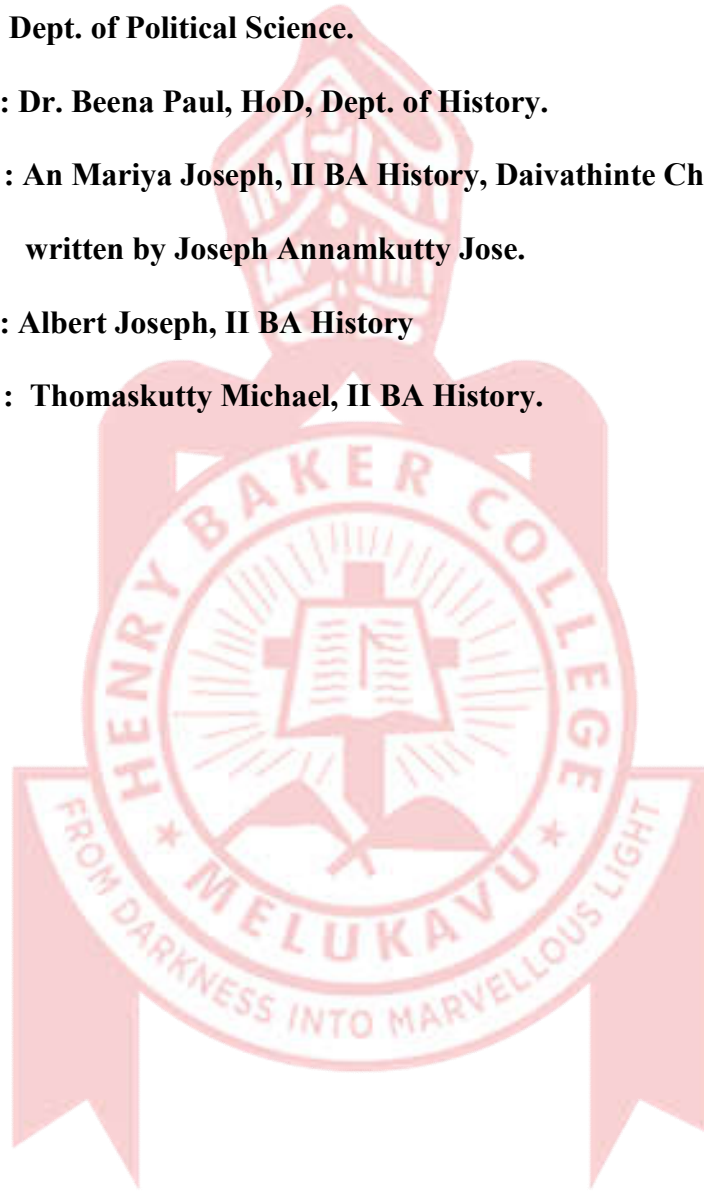 Dept. of Political Science.
: Dr. Beena Paul, HoD, Dept. of History.
: An Mariya Joseph, II BA History, Daivathinte Ch
written by Joseph Annamkutty Jose.
: Albert Joseph, II BA History
: Thomaskutty Michael, II BA History.
HENRY BAKER COLLEGE
★ MELUKAVU ★
FROM DARKNESS INTO MARVELLOUS LIGHT